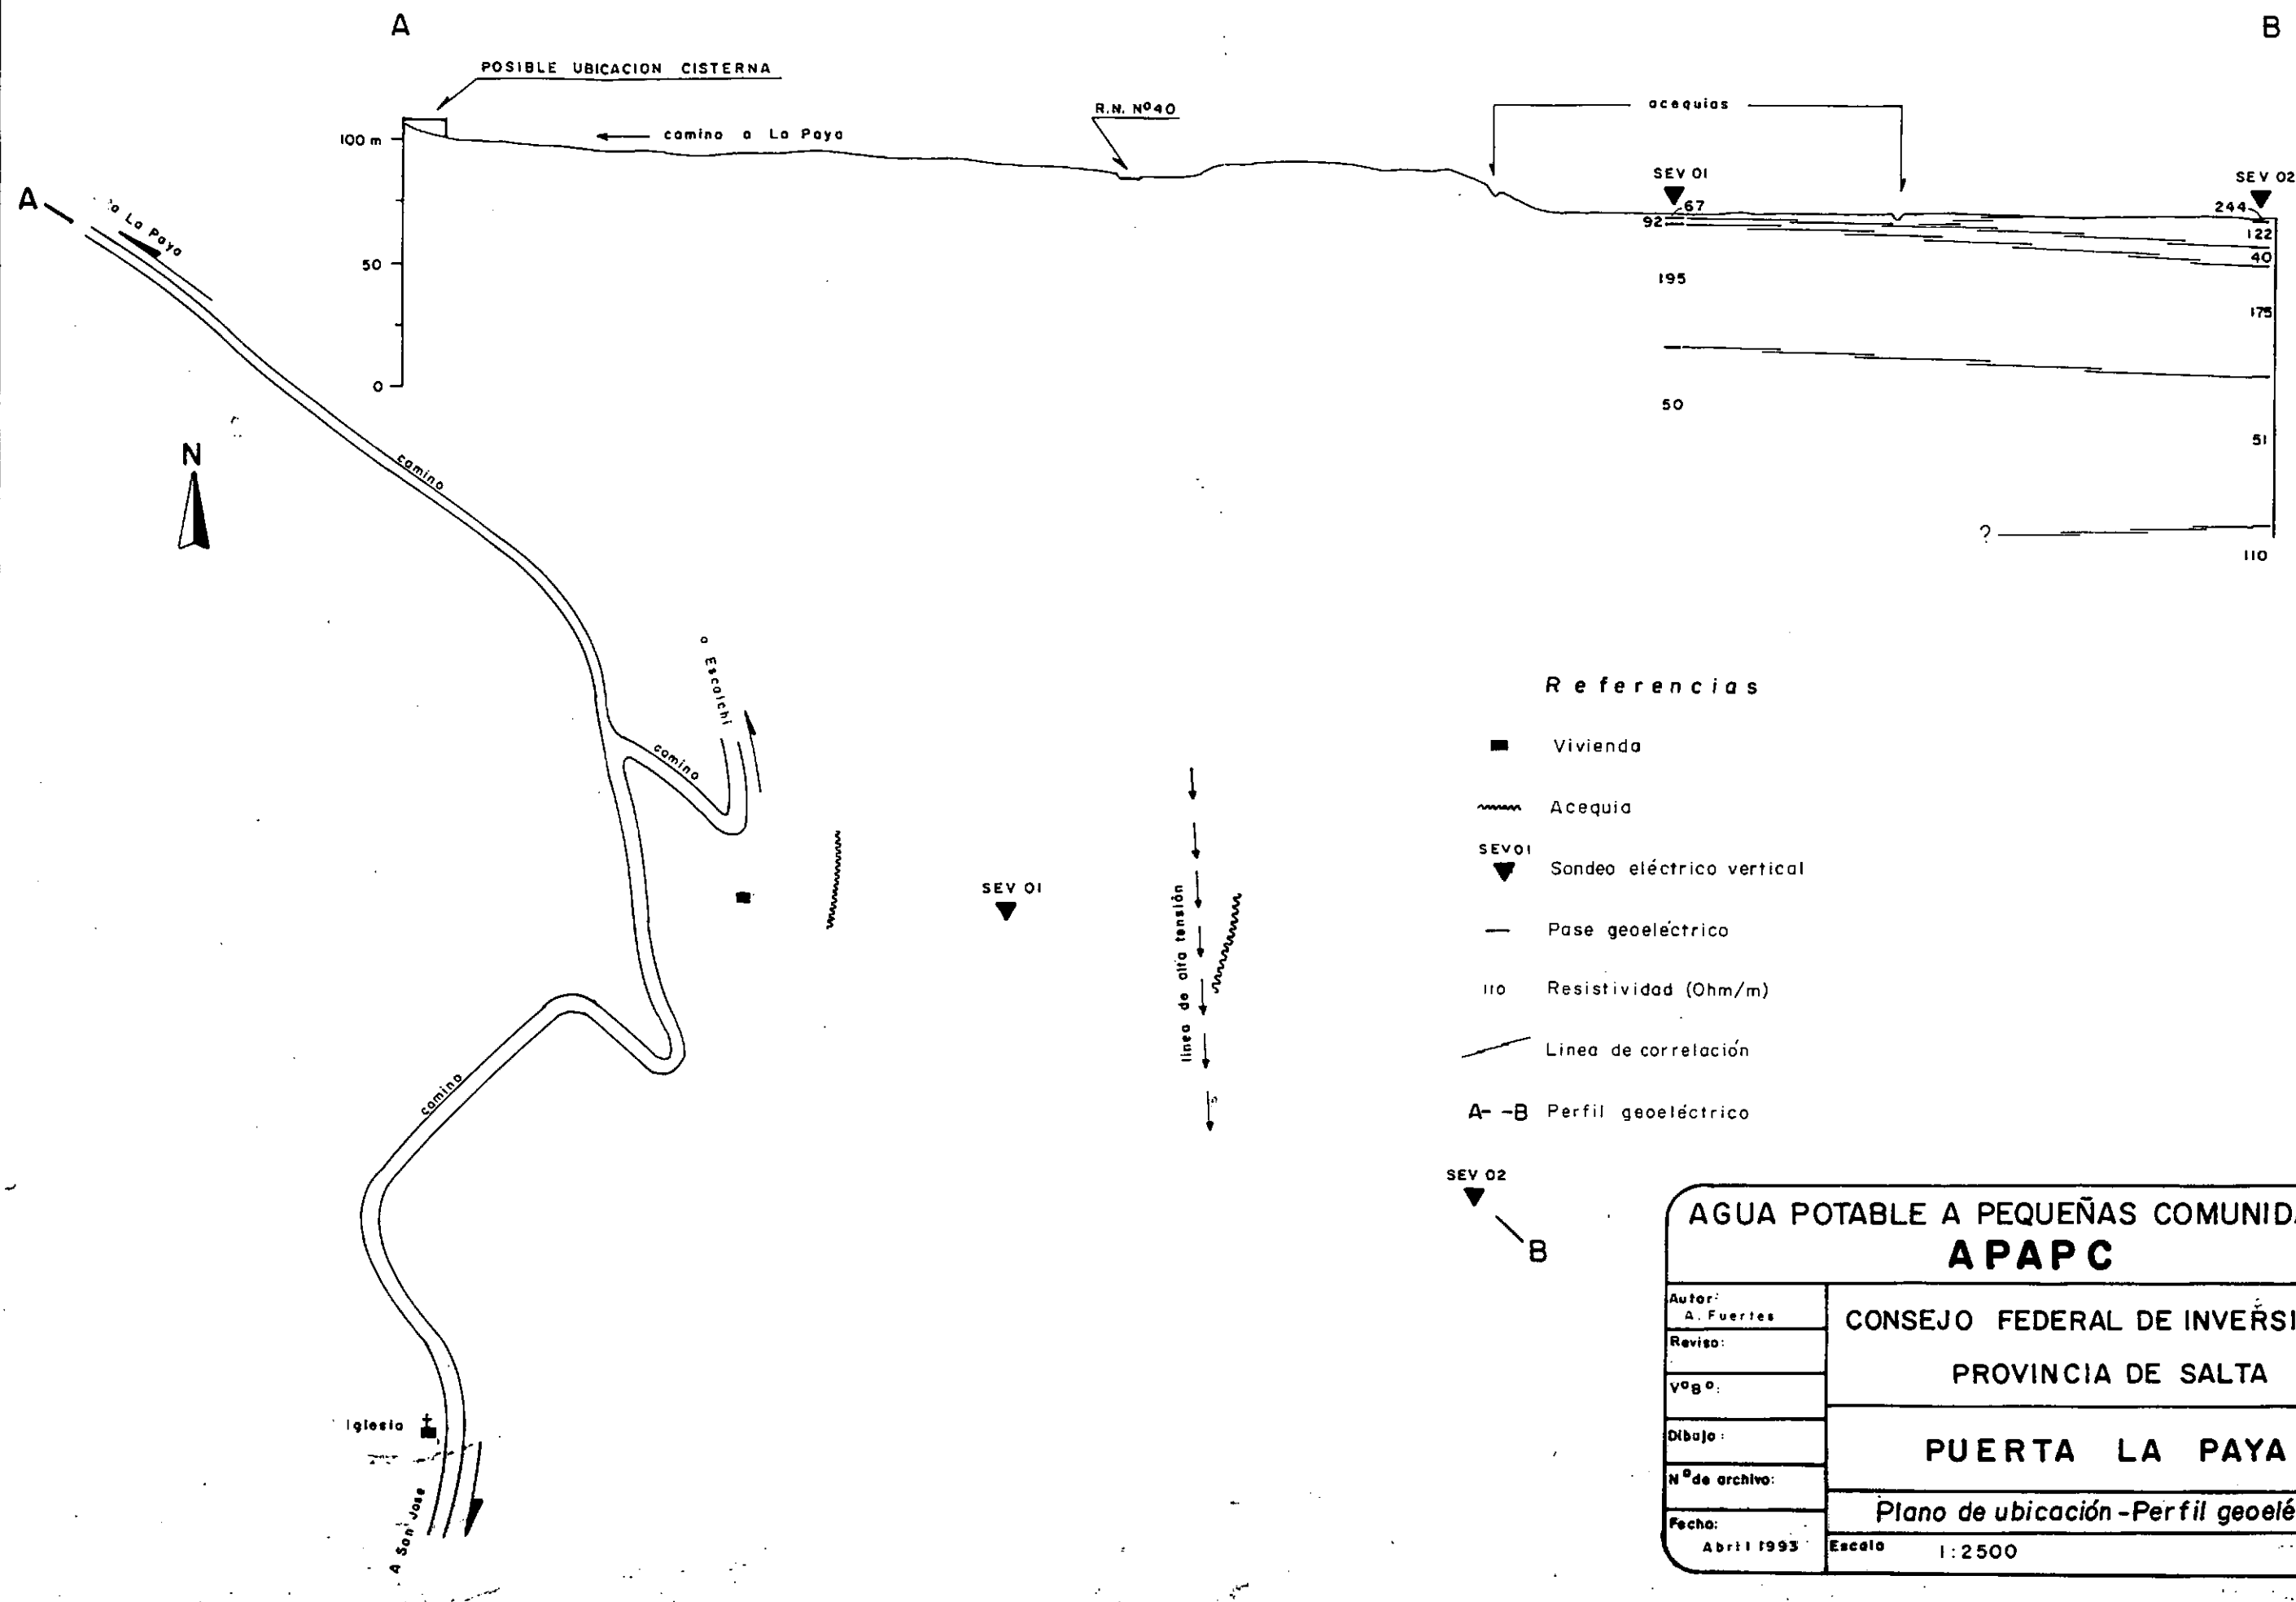 A
B
POSIBLE UBICACION CISTERNA
R.N. Nº40
acequias
100 m
camino a La Paya
50
0
SEV 01
67
92
195
50
SEV 02
244
122
40
175
51
?
110
A
a La Paya
N
camino
a Escalchi
camino
SEV 01
linea de alta tensión
SEV 02
B
camino
Iglesia
A San Jose
Referencias
Vivienda
Acequia
SEV01
Sondeo eléctrico vertical
Pase geoeléctrico
110 Resistividad (Ohm/m)
Linea de correlación
A- -B Perfil geoeléctrico
AGUA POTABLE A PEQUEÑAS COMUNIDA
APAPC
Autor:
A. Fuertes
Reviso:
VºBº:
Dibujo:
Nº de archivo:
Fecha:
Abril 1993
CONSEJO FEDERAL DE INVERSI
PROVINCIA DE SALTA
PUERTA LA PAYA
Plano de ubicación-Perfil geoelé
Escala 1:2500